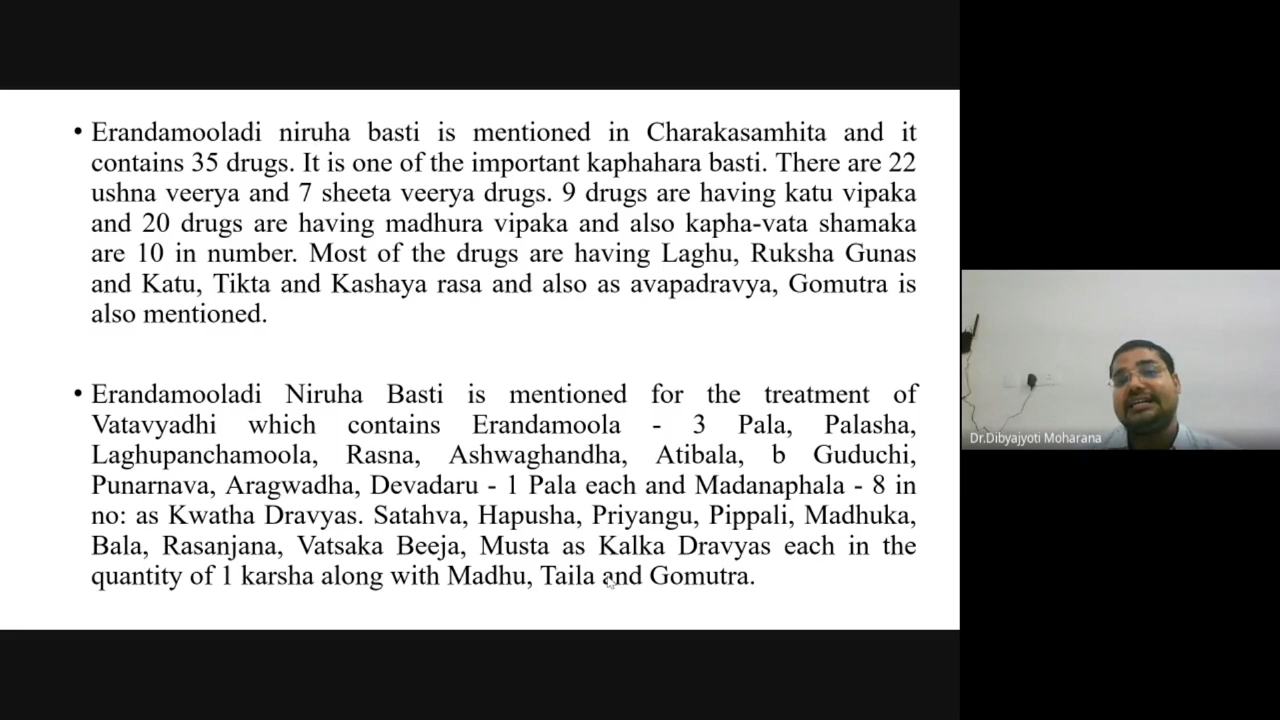 • Erandamooladi niruha basti is mentioned in Charakasamhita and it
contains 35 drugs. It is one of the important kaphahara basti. There are 22
ushna veerya and 7 sheeta veerya drugs. 9 drugs are having katu vipaka
and 20 drugs are having madhura vipaka and also kapha-vata shamaka
are 10 in number. Most of the drugs are having Laghu, Ruksha Gunas
and Katu, Tikta and Kashaya rasa and also as avapadravya, Gomutra is
also mentioned.
• Erandamooladi Niruha Basti is mentioned for the treatment of
Vatavyadhi which contains Erandamoola - 3 Pala, Palasha,
Laghupanchamoola, Rasna, Ashwaghandha, Atibala, b Guduchi,
Punarnava, Aragwadha, Devadaru - 1 Pala each and Madanaphala - 8 in
no: as Kwatha Dravyas. Satahva, Hapusha, Priyangu, Pippali, Madhuka,
Bala, Rasanjana, Vatsaka Beeja, Musta as Kalka Dravyas each in the
quantity of 1 karsha along with Madhu, Taila and Gomutra.
Dr.Dibyajyoti Moharana